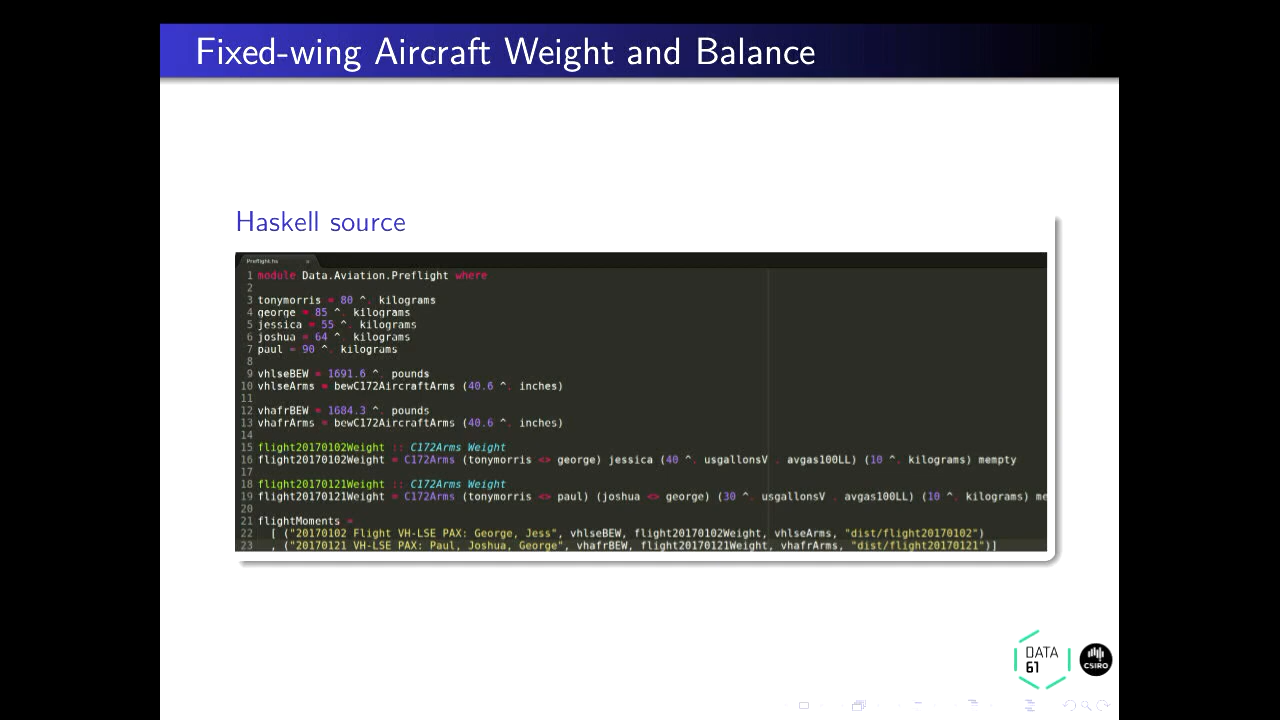 Fixed-wing Aircraft Weight and Balance
Haskell source
Preflight.hs ×
1 module Data.Aviation.Preflight where
2
3 tonymorris = 80 ^. kilograms
4 george = 85 ^. kilograms
5 jessica = 55 ^. kilograms
6 joshua = 64 ^. kilograms
7 paul = 90 ^. kilograms
8
9 vhlseBEW = 1691.6 ^. pounds
10 vhlseArms = bewC172AircraftArms (40.6 ^. inches)
11
12 vhafrBEW = 1684.3 ^. pounds
13 vhafrArms = bewC172AircraftArms (40.6 ^. inches)
14
15 flight20170102Weight :: C172Arms Weight
16 flight20170102Weight = C172Arms (tonymorris <> george) jessica (40 ^. usgallonsV . avgas100LL) (10 ^. kilograms) mempty
17
18 flight20170121Weight :: C172Arms Weight
19 flight20170121Weight = C172Arms (tonymorris <> paul) (joshua <> george) (30 ^. usgallonsV . avgas100LL) (10 ^. kilograms) me
20
21 flightMoments =
22 [ ("20170102 Flight VH-LSE PAX: George, Jess", vhlseBEW, flight20170102Weight, vhlseArms, "dist/flight20170102")
23 , ("20170121 VH-LSE PAX: Paul, Joshua, George", vhafrBEW, flight20170121Weight, vhafrArms, "dist/flight20170121")]
DATA
61
CSIRO